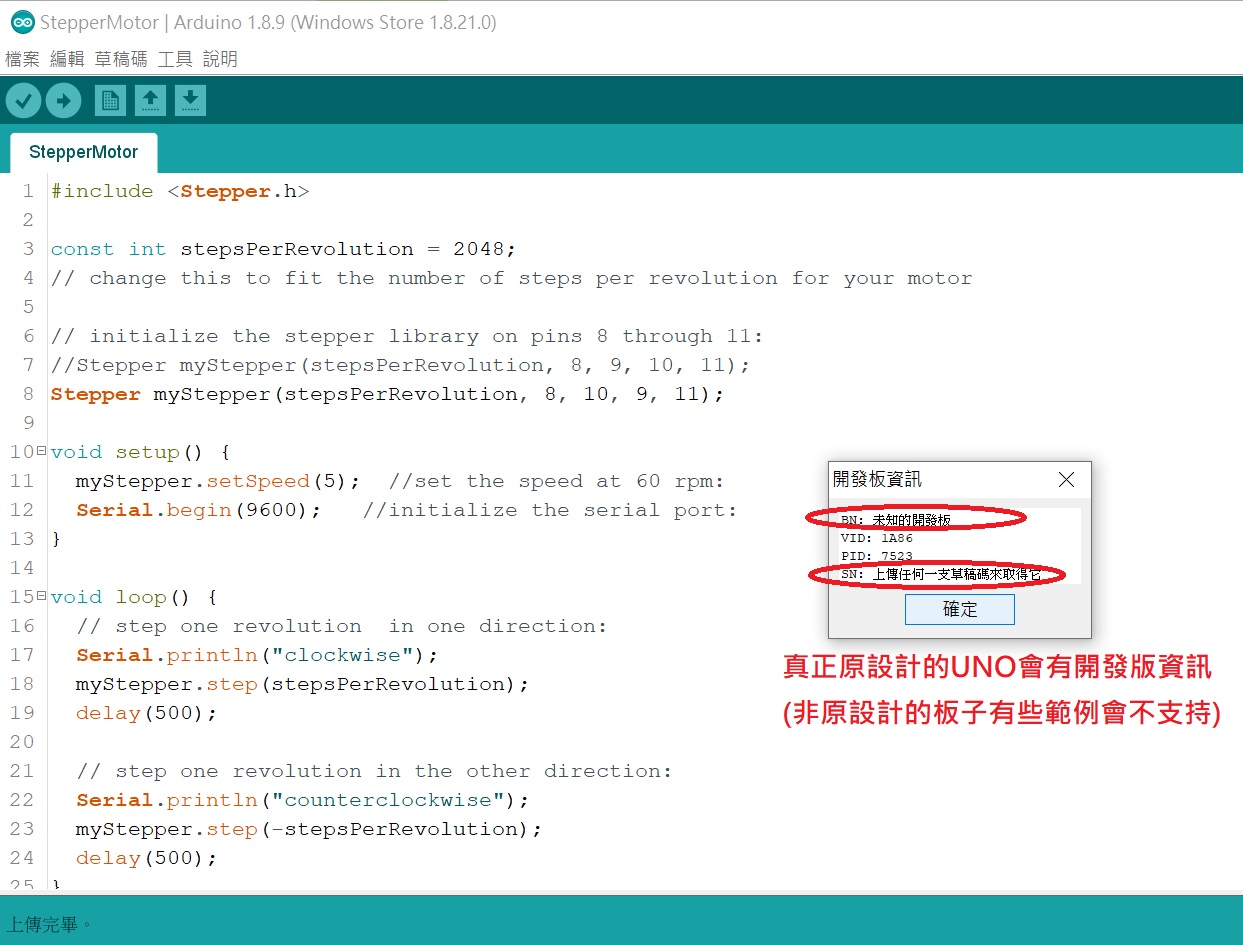 StepperMotor | Arduino 1.8.9 (Windows Store 1.8.21.0)
檔案 編輯 草稿碼 工具 說明
StepperMotor
1 #include <Stepper.h>
2
3 const int stepsPerRevolution = 2048;
4 // change this to fit the number of steps per revolution for your motor
5
6 // initialize the stepper library on pins 8 through 11:
7 //Stepper myStepper(stepsPerRevolution, 8, 9, 10, 11);
8 Stepper myStepper(stepsPerRevolution, 8, 10, 9, 11);
9
10 void setup() {
11 myStepper.setSpeed(5); //set the speed at 60 rpm:
12 Serial.begin(9600); //initialize the serial port:
13 }
14
15 void loop() {
16 // step one revolution  in one direction:
17 Serial.println("clockwise");
18 myStepper.step(stepsPerRevolution);
19 delay(500);
20
21 // step one revolution in the other direction:
22 Serial.println("counterclockwise");
23 myStepper.step(-stepsPerRevolution);
24 delay(500);
25 }
開發板資訊
BN: 未知的開發板
VID: 1A86
PID: 7523
SN: 上傳任何一支草稿碼來取得它
確定
真正原設計的UNO會有開發版資訊
(非原設計的板子有些範例會不支持)
上傳完畢。